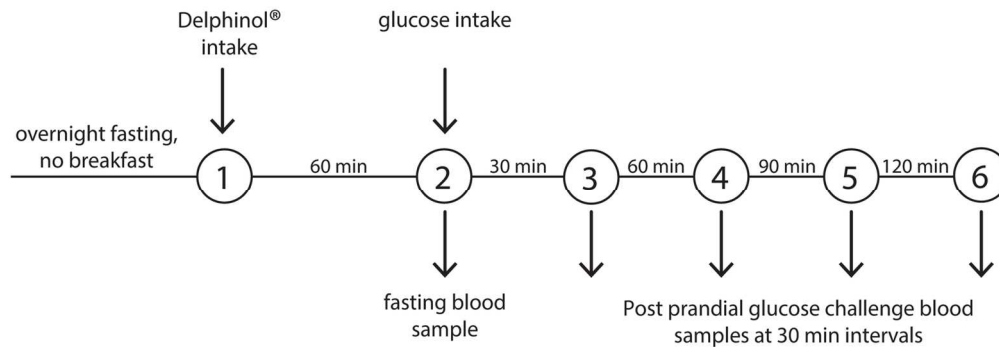 Delphinol®
intake
glucose intake
overnight fasting,
no breakfast
1
60 min
2
30 min
3
60 min
4
90 min
5
120 min
6
fasting blood
sample
Post prandial glucose challenge blood
samples at 30 min intervals